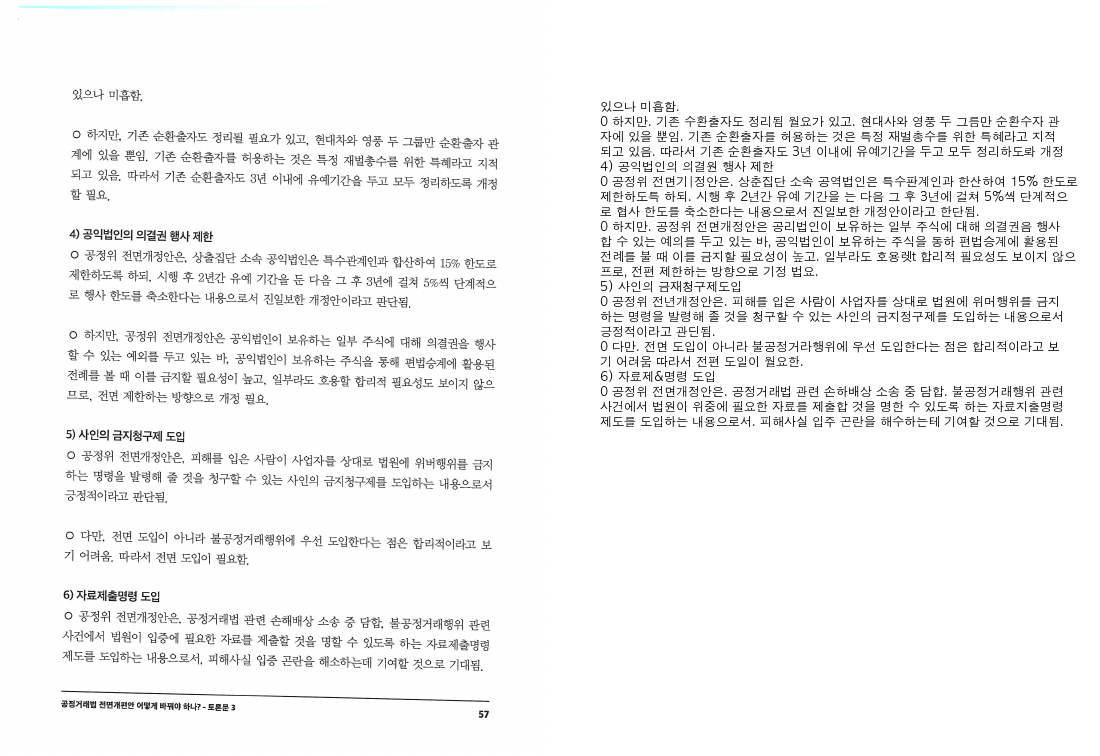 있으나 미흡함.
○ 하지만, 기존 순환출자도 정리될 필요가 있고, 현대차와 영풍 두 그룹만 순환출자 관
계에 있을 뿐임. 기존 순환출자를 허용하는 것은 특정 재벌총수를 위한 특혜라고 지적
되고 있음. 따라서 기존 순환출자도 3년 이내에 유예기간을 두고 모두 정리하도록 개정
할 필요.
4) 공익법인의 의결권 행사 제한
○ 공정위 전면개정안은, 상출집단 소속 공익법인은 특수관계인과 합산하여 15% 한도로
제한하도록 하되, 시행 후 2년간 유예 기간을 둔 다음 그 후 3년에 걸쳐 5%씩 단계적으
로 행사 한도를 축소한다는 내용으로서 진일보한 개정안이라고 판단됨.
○ 하지만, 공정위 전면개정안은 공익법인이 보유하는 일부 주식에 대해 의결권을 행사
할 수 있는 예외를 두고 있는 바, 공익법인이 보유하는 주식을 통해 편법승계에 활용된
전례를 볼 때 이를 금지할 필요성이 높고, 일부라도 호용할 합리적 필요성도 보이지 않으
므로, 전면 제한하는 방향으로 개정 필요.
5) 사인의 금지청구제 도입
○ 공정위 전면개정안은, 피해를 입은 사람이 사업자를 상대로 법원에 위버행위를 금지
하는 명령을 발령해 줄 것을 청구할 수 있는 사인의 금지청구제를 도입하는 내용으로서
긍정적이라고 판단됨.
○ 다만, 전면 도입이 아니라 불공정거래행위에 우선 도입한다는 점은 합리적이라고 보
기 어려움. 따라서 전면 도입이 필요함.
6) 자료제출명령 도입
○ 공정위 전면개정안은, 공정거래법 관련 손해배상 소송 중 담합, 불공정거래행위 관련
사건에서 법원이 입증에 필요한 자료를 제출할 것을 명할 수 있도록 하는 자료제출명령
제도를 도입하는 내용으로서, 피해사실 입증 곤란을 해소하는데 기여할 것으로 기대됨.
공정거래법 전면개편안 어떻게 바꿔야 하나? - 토론문 3
57
있으나 미흡함.
0 하지만. 기존 수환출자도 정리됨 월요가 있고. 현대사와 영풍 두 그름만 순환수자 관
자에 있을 뿐임. 기존 순환출자를 허용하는 것은 특정 재벌총수를 위한 특혜라고 지적
되고 있음. 따라서 기존 순환출자도 3년 이내에 유예기간을 두고 모두 정리하도롸 개정
4) 공익법인의 의결원 행사 제한
0 공정위 전면기|정안은. 상춘집단 소속 공역법인은 특수판계인과 한산하여 15% 한도로
제한하도특 하되. 시행 후 2년간 유예 기간을 는 다음 그 후 3년에 걸쳐 5%씩 단계적으
로 협사 한도를 축소한다는 내용으로서 진일보한 개정안이라고 한단됨.
0 하지만. 공정위 전면개정안은 공리법인이 보유하는 일부 주식에 대해 의결권음 행사
합 수 있는 예의를 두고 있는 바, 공익법인이 보유하는 주식을 동하 편법승계에 활용된
전례를 불 때 이를 금지할 필요성이 높고. 일부라도 호용렛t 합리적 필요성도 보이지 않으
프로, 전편 제한하는 방향으로 기정 법요.
5) 사인의 금재청구제도입
0 공정위 전년개정안은. 피해를 입은 사람이 사업자를 상대로 법원에 위머행위를 금지
하는 명령을 발령해 졸 것을 청구할 수 있는 사인의 금지정구제를 도입하는 내용으로서
긍정적이라고 관딘됨.
0 다만. 전면 도입이 아니라 불공정거라행위에 우선 도입한다는 점은 합리적이라고 보
기 어려움 따라서 전편 도일이 월요한.
6) 자료제&명령 도입
0 공정위 전면개정안은. 공정거래법 관련 손하배상 소송 중 담합. 불공정거래행위 관련
사건에서 법원이 위중에 필요한 자료를 제출합 것을 명한 수 있도록 하는 자료지출명령
제도를 도입하는 내용으로서. 피해사실 입주 곤란을 해수하는테 기여할 것으로 기대됨.